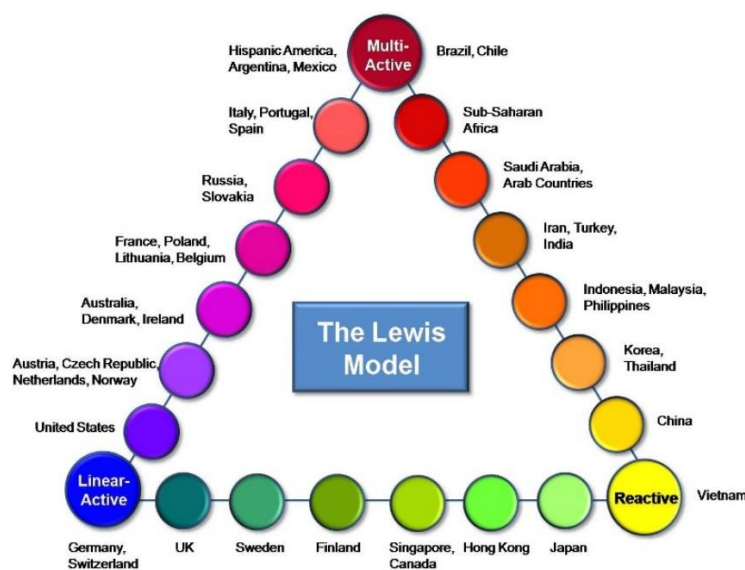 Hispanic America,
Argentina, Mexico
Multi-
Active
Brazil, Chile
Italy, Portugal,
Spain
Sub-Saharan
Africa
Russia,
Slovakia
Saudi Arabia,
Arab Countries
France, Poland,
Lithuania, Belgium
Iran, Turkey,
India
Australia,
Denmark, Ireland
Indonesia, Malaysia,
Philippines
The Lewis
Model
Austria, Czech Republic,
Netherlands, Norway
Korea,
Thailand
United States
China
Linear-
Active
Reactive
Vietnam
Germany,
Switzerland
UK
Sweden
Finland
Singapore,
Canada
Hong Kong
Japan